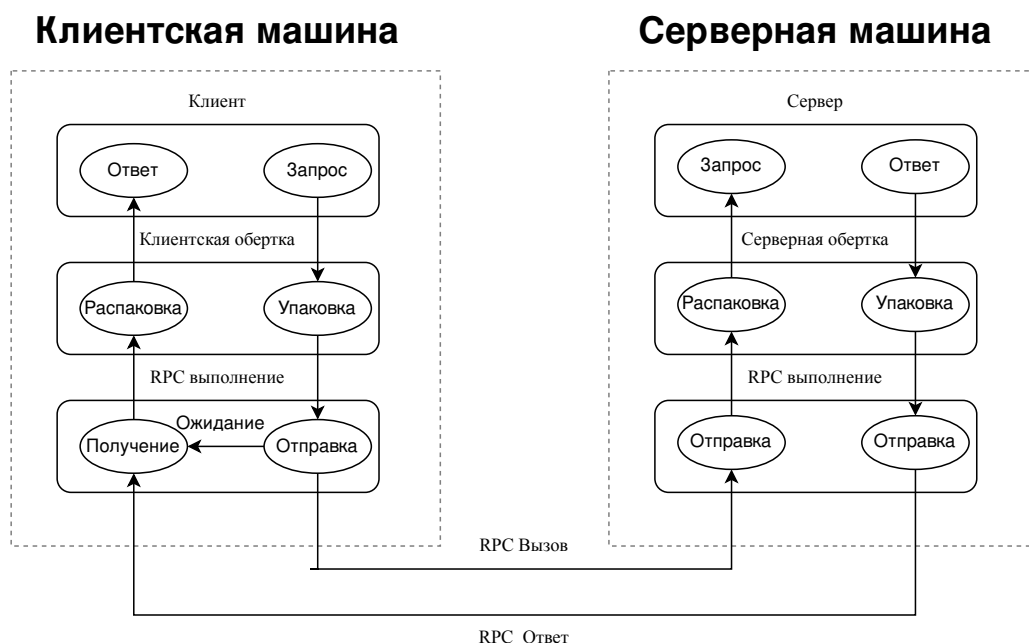 Клиентская машина
Серверная машина
Клиент
Сервер
Ответ
Запрос
Запрос
Ответ
Клиентская обертка
Серверная обертка
Распаковка
Упаковка
Распаковка
Упаковка
RPC выполнение
RPC выполнение
Ожидание
Получение
Отправка
Отправка
Отправка
RPC Вызов
RPC Ответ